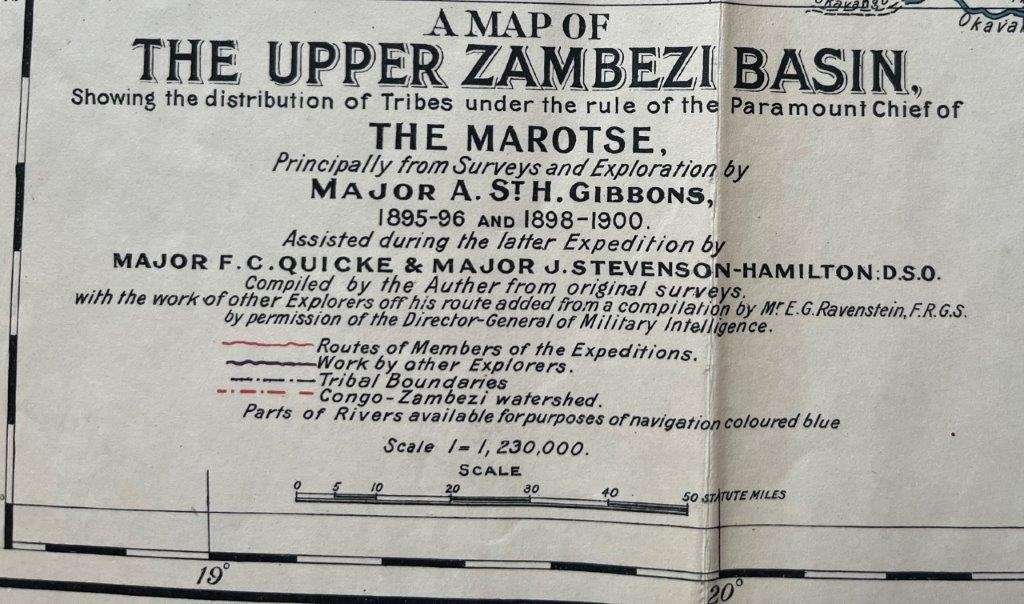 Okavango
Okavan
A MAP OF
THE UPPER ZAMBEZI BASIN,
Showing the distribution of Tribes under the rule of the Paramount Chief of
THE MAROTSE,
Principally from Surveys and Exploration by
MAJOR A. ST H. GIBBONS,
1895-96 AND 1898-1900.
Assisted during the latter Expedition by
MAJOR F. C. QUICKE & MAJOR J. STEVENSON-HAMILTON: D.S.O.
Compiled by the Auther from original surveys.
with the work of other Explorers off his route added from a compilation by Mr E.G. Ravenstein, F.R.G.S.
by permission of the Director-General of Military Intelligence.
Routes of Members of the Expeditions.
Work by other Explorers.
Tribal Boundaries
Congo-Zambezi watershed.
Parts of Rivers available for purposes of navigation coloured blue
Scale 1=1,230,000.
SCALE
0 5 10 20 30 40 50 STATUTE MILES
19°
20°